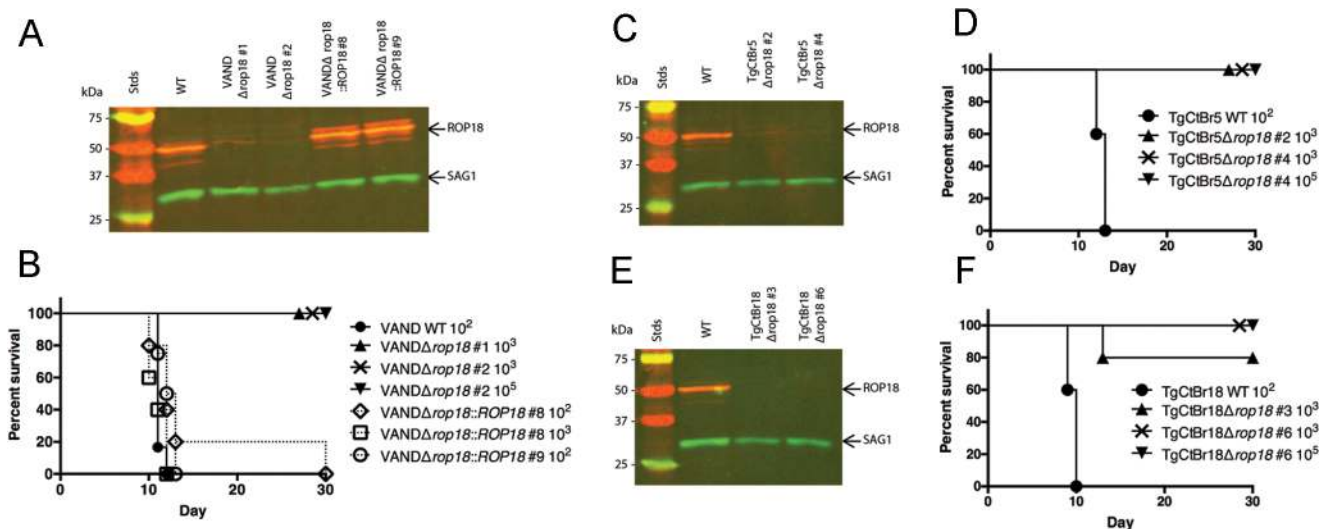 A
kDa
Stds
WT
VAND
Δrop18 #1
VAND
Δrop18 #2
VANDΔ rop18
::ROP18 #8
VANDΔ rop18
::ROP18 #9
75
50
37
25
ROP18
SAG1
B
Percent survival
100
80
60
40
20
0
0 10 20 30
Day
VAND WT 10²
VANDΔrop18 #1 10³
VANDΔrop18 #2 10³
VANDΔrop18 #2 10⁵
VANDΔrop18::ROP18 #8 10²
VANDΔrop18::ROP18 #8 10³
VANDΔrop18::ROP18 #9 10²
C
kDa
Stds
WT
TgCtBr5
Δrop18 #2
TgCtBr5
Δrop18 #4
75
50
37
25
ROP18
SAG1
D
Percent survival
100
80
60
40
20
0
0 10 20 30
Day
TgCtBr5 WT 10²
TgCtBr5Δrop18 #2 10³
TgCtBr5Δrop18 #4 10³
TgCtBr5Δrop18 #4 10⁵
E
kDa
Stds
WT
TgCtBr18
Δrop18 #3
TgCtBr18
Δrop18 #6
75
50
37
25
ROP18
SAG1
F
Percent survival
100
80
60
40
20
0
0 10 20 30
Day
TgCtBr18 WT 10²
TgCtBr18Δrop18 #3 10³
TgCtBr18Δrop18 #6 10³
TgCtBr18Δrop18 #6 10⁵